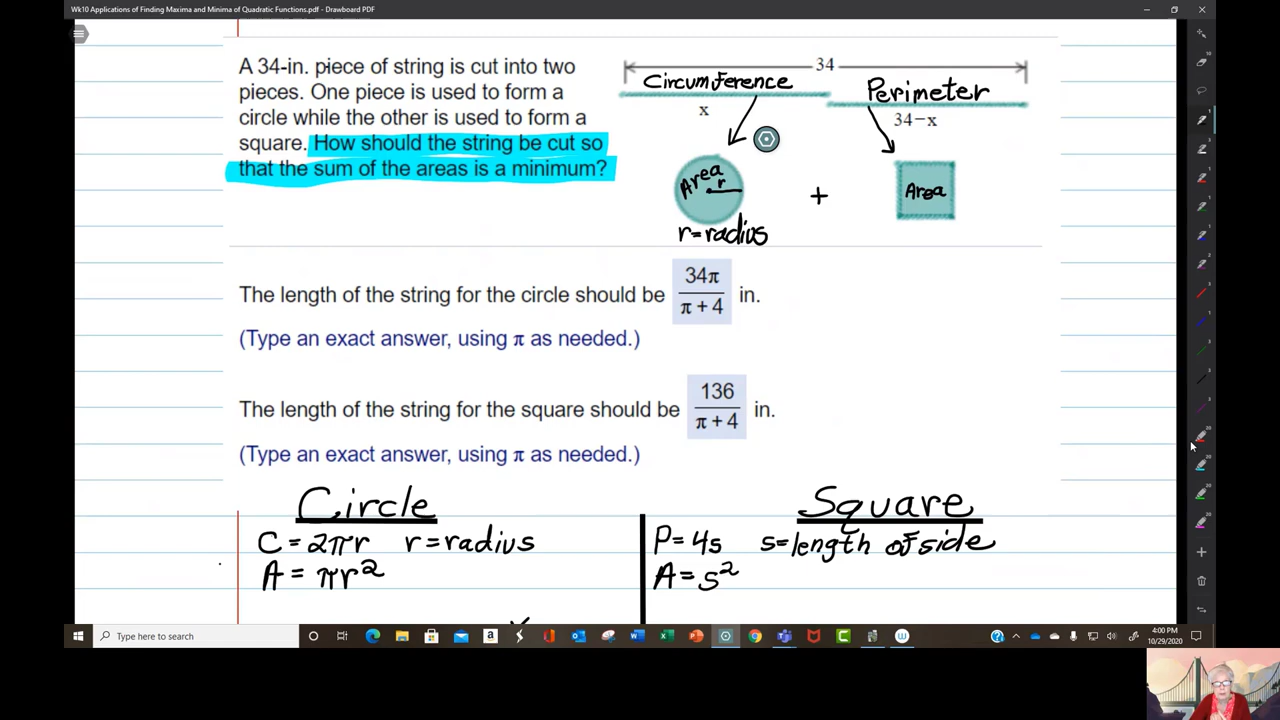 Wk10 Applications of Finding Maxima and Minima of Quadratic Functions.pdf - Drawboard PDF
A 34-in. piece of string is cut into two
pieces. One piece is used to form a
circle while the other is used to form a
square. How should the string be cut so
that the sum of the areas is a minimum?
34
Circumference
Perimeter
x
34-x
Area
r
+
Area
r=radius
The length of the string for the circle should be 34π/π + 4 in.
(Type an exact answer, using π as needed.)
The length of the string for the square should be 136/π + 4 in.
(Type an exact answer, using π as needed.)
Circle
C = 2πr r=radius
A = πr²
Square
P= 4s s=length of side
A = s²
x
Type here to search
4:00 PM
10/29/2020